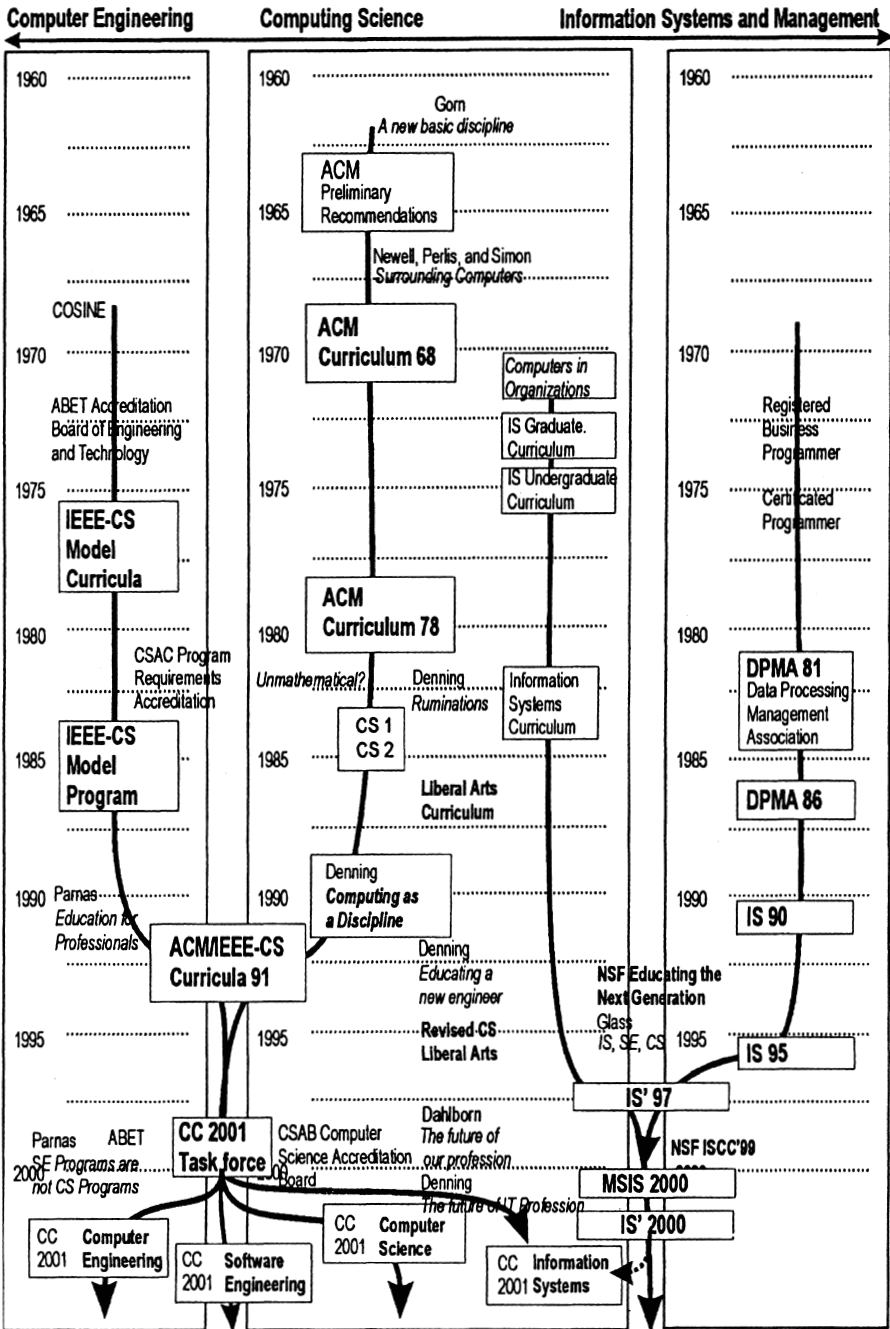 Computer Engineering
Computing Science
Information Systems and Management
1960
COSINE
1965
1970
ABET Accreditation
Board of Engineering
and Technology
1975
IEEE-CS
Model
Curricula
1980
CSAC Program
Requirements
Accreditation
IEEE-CS
Model
Program
1985
1990
Parnas
Education for
Professionals
ACM/IEEE-CS
Curricula 91
1995
Parnas
ABET
SE Programs are
not CS Programs
2000
CC 2001
Task force
CC
2001
Computer
Engineering
CC
2001
Software
Engineering
1960
Gorn
A new basic discipline
ACM
Preliminary
Recommendations
1965
Newell, Perlis, and Simon
Surrounding Computers
ACM
Curriculum 68
1970
Computers in
Organizations
IS Graduate.
Curriculum
IS Undergraduate
Curriculum
1975
ACM
Curriculum 78
1980
Unmathematical?
Denning
Ruminations
Information
Systems
Curriculum
CS 1
CS 2
1985
Liberal Arts
Curriculum
Denning
Computing as
a Discipline
1990
Denning
Educating a
new engineer
1995
Revised CS
Liberal Arts
CSAB Computer
Science Accreditation
Board
Dahlborn
The future of
our profession
Denning
The future of IT Profession
CC
2001
Computer
Science
CC
2001
Information
Systems
1960
1965
1970
Registered
Business
Programmer
1975
Certificated
Programmer
1980
DPMA 81
Data Processing
Management
Association
1985
DPMA 86
1990
IS 90
NSF Educating the
Next Generation
Glass
IS, SE, CS
1995
IS 95
IS' 97
NSF ISCC'99
MSIS 2000
IS' 2000